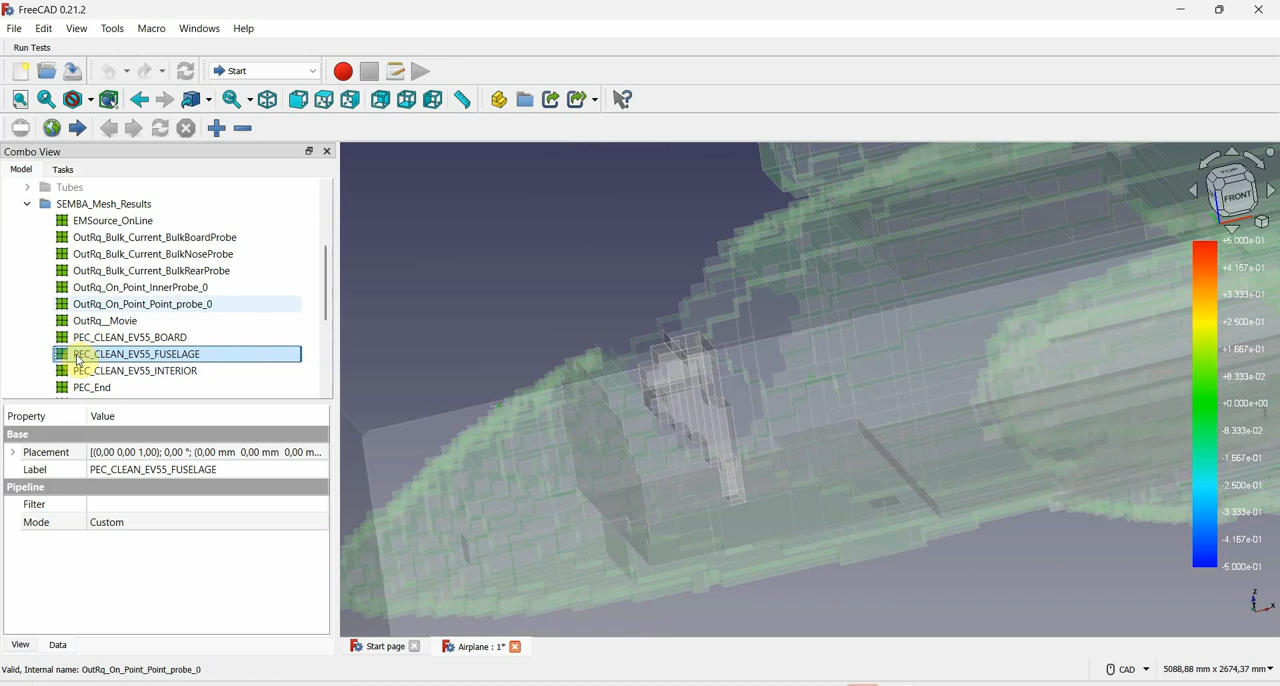 FreeCAD 0.21.2
File Edit View Tools Macro Windows Help
Run Tests
Start
Combo View
Model Tasks
Tubes
SEMBA_Mesh_Results
EMSource_OnLine
OutRq_Bulk_Current_BulkBoardProbe
OutRq_Bulk_Current_BulkNoseProbe
OutRq_Bulk_Current_BulkRearProbe
OutRq_On_Point_InnerProbe_0
OutRq_On_Point_Point_probe_0
OutRq__Movie
PEC_CLEAN_EV55_BOARD
PEC_CLEAN_EV55_FUSELAGE
PEC_CLEAN_EV55_INTERIOR
PEC_End
Property Value
Base
Placement [(0,00 0,00 1,00); 0,00 °; (0,00 mm 0,00 mm 0,00 m...
Label PEC_CLEAN_EV55_FUSELAGE
Pipeline
Filter
Mode Custom
View Data
TOP
FRONT
+5.000e-01
+4.167e-01
+3.333e-01
+2.500e-01
+1.667e-01
+8.333e-02
+0.000e+00
-8.333e-02
-1.667e-01
-2.500e-01
-3.333e-01
-4.167e-01
-5.000e-01
Z
X
Start page Airplane : 1*
Valid, Internal name: OutRq_On_Point_Point_probe_0
CAD 5088,88 mm x 2674,37 mm